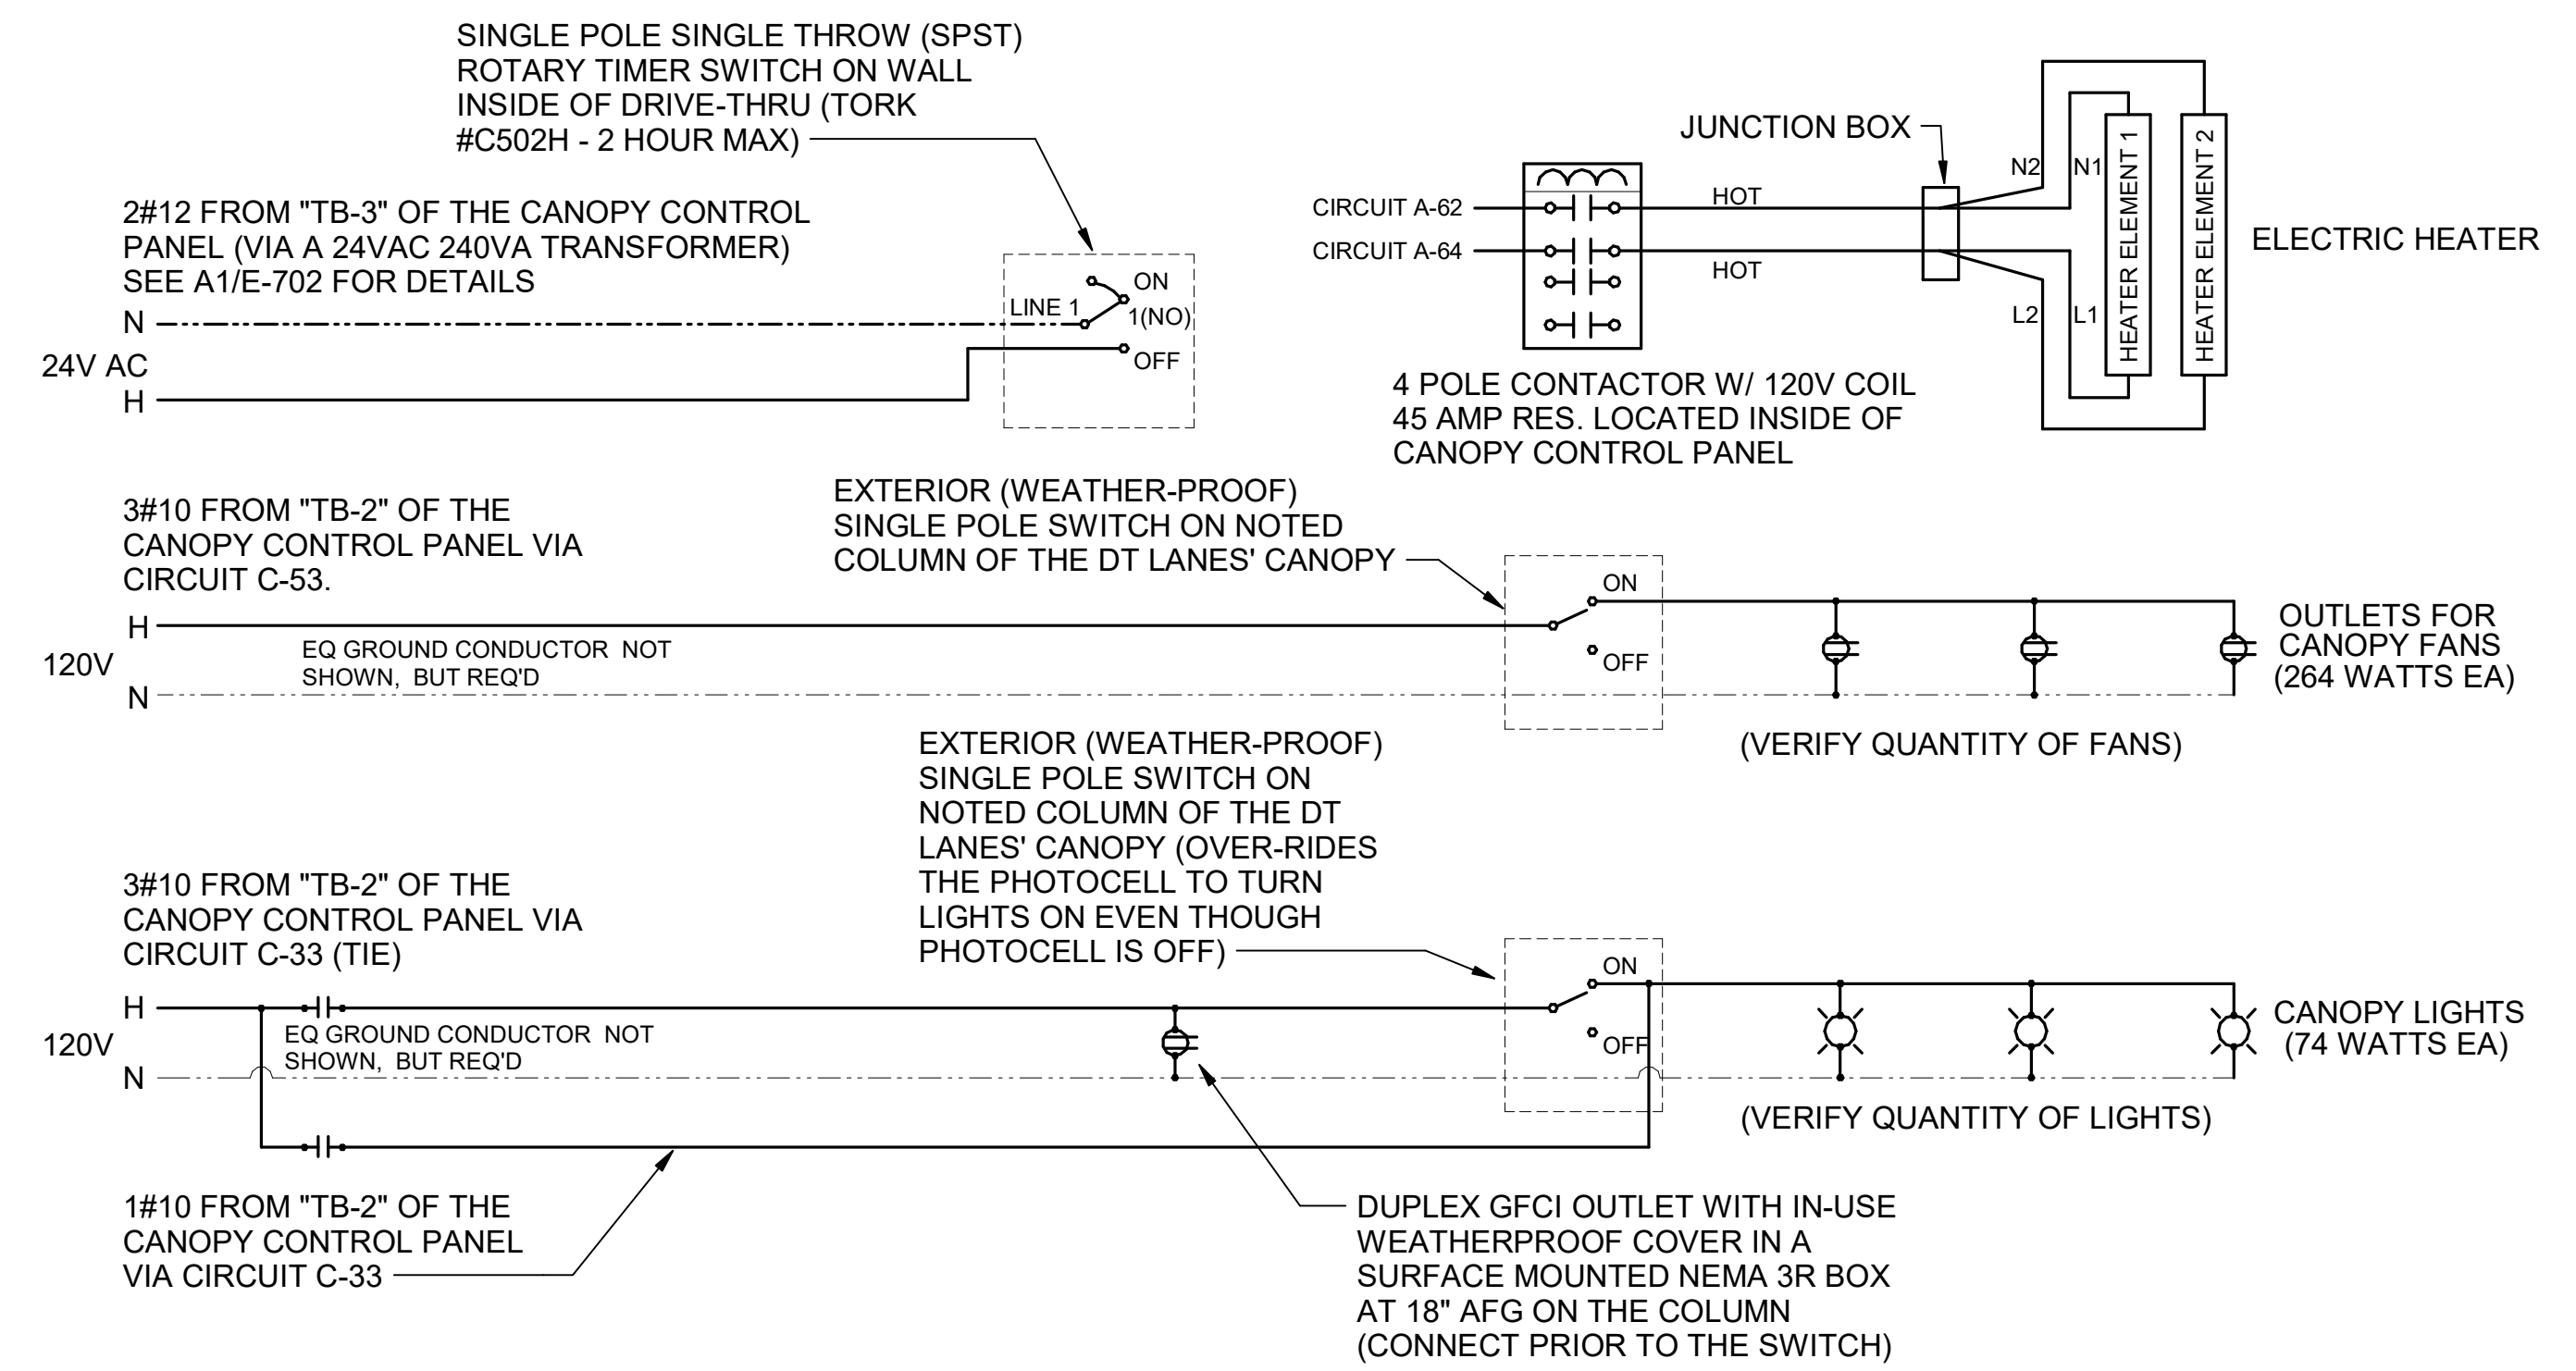 SINGLE POLE SINGLE THROW (SPST)
ROTARY TIMER SWITCH ON WALL
INSIDE OF DRIVE-THRU (TORK
#C502H - 2 HOUR MAX)
2#12 FROM "TB-3" OF THE CANOPY CONTROL
PANEL (VIA A 24VAC 240VA TRANSFORMER)
SEE A1/E-702 FOR DETAILS
N
24V AC
H
LINE 1
ON
1(NO)
OFF
JUNCTION BOX
CIRCUIT A-62
CIRCUIT A-64
HOT
HOT
N2
N1
L2
L1
HEATER ELEMENT 1
HEATER ELEMENT 2
ELECTRIC HEATER
4 POLE CONTACTOR W/ 120V COIL
45 AMP RES. LOCATED INSIDE OF
CANOPY CONTROL PANEL
3#10 FROM "TB-2" OF THE
CANOPY CONTROL PANEL VIA
CIRCUIT C-53.
EXTERIOR (WEATHER-PROOF)
SINGLE POLE SWITCH ON NOTED
COLUMN OF THE DT LANES' CANOPY
H
120V
N
EQ GROUND CONDUCTOR NOT
SHOWN, BUT REQ'D
ON
OFF
OUTLETS FOR
CANOPY FANS
(264 WATTS EA)
(VERIFY QUANTITY OF FANS)
EXTERIOR (WEATHER-PROOF)
SINGLE POLE SWITCH ON
NOTED COLUMN OF THE DT
LANES' CANOPY (OVER-RIDES
THE PHOTOCELL TO TURN
LIGHTS ON EVEN THOUGH
PHOTOCELL IS OFF)
3#10 FROM "TB-2" OF THE
CANOPY CONTROL PANEL VIA
CIRCUIT C-33 (TIE)
H
120V
N
EQ GROUND CONDUCTOR NOT
SHOWN, BUT REQ'D
ON
OFF
CANOPY LIGHTS
(74 WATTS EA)
(VERIFY QUANTITY OF LIGHTS)
1#10 FROM "TB-2" OF THE
CANOPY CONTROL PANEL
VIA CIRCUIT C-33
DUPLEX GFCI OUTLET WITH IN-USE
WEATHERPROOF COVER IN A
SURFACE MOUNTED NEMA 3R BOX
AT 18" AFG ON THE COLUMN
(CONNECT PRIOR TO THE SWITCH)